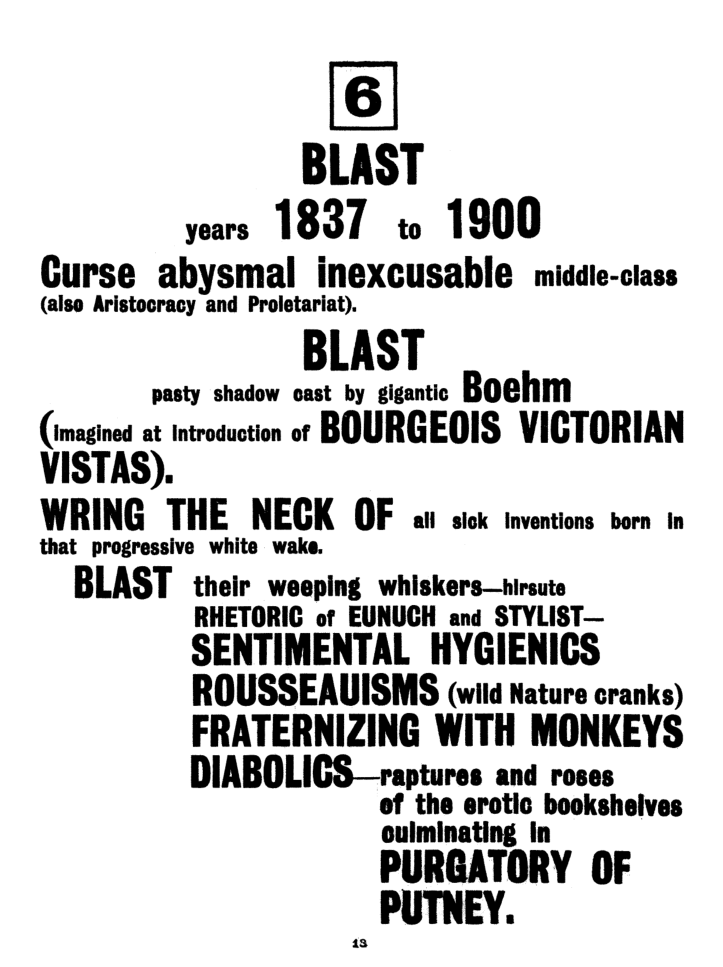 6
BLAST
years 1837 to 1900
Curse abysmal inexcusable middle-class
(also Aristocracy and Proletariat).
BLAST
pasty shadow cast by gigantic Boehm
(Imagined at Introduction of BOURGEOIS VICTORIAN
VISTAS).
WRING THE NECK OF all sick inventions born in
that progressive white wake.
BLAST their weeping whiskers—hirsute
RHETORIC of EUNUCH and STYLIST—
SENTIMENTAL HYGIENICS
ROUSSEAUISMS (wild Nature cranks)
FRATERNIZING WITH MONKEYS
DIABOLICS—raptures and roses
of the erotic bookshelves
culminating in
PURGATORY OF
PUTNEY.
13